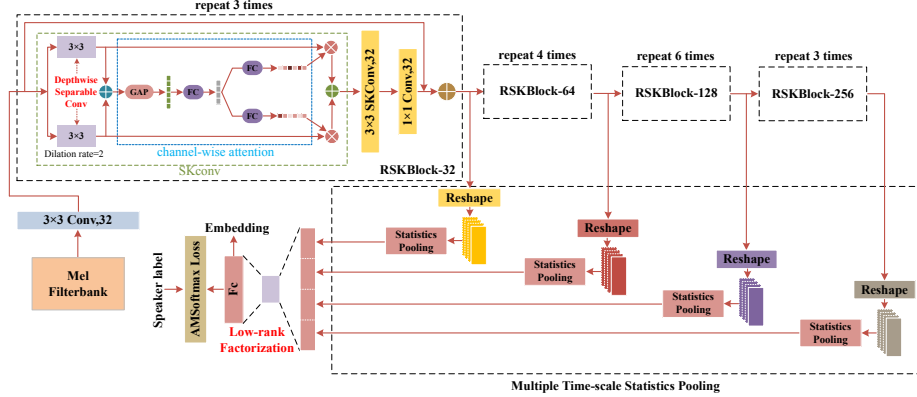 repeat 3 times
3×3
Depthwise
Separable
Conv
3×3
Dilation rate=2
GAP
FC
FC
FC
channel-wise attention
SKconv
3×3 SKConv,32
1×1 Conv,32
RSKBlock-32
repeat 4 times
RSKBlock-64
repeat 6 times
RSKBlock-128
repeat 3 times
RSKBlock-256
3×3 Conv,32
Mel
Filterbank
Speaker label
AMSoftmax Loss
Embedding
Fc
Low-rank
Factorization
Reshape
Statistics
Pooling
Reshape
Statistics
Pooling
Reshape
Statistics
Pooling
Reshape
Statistics
Pooling
Multiple Time-scale Statistics Pooling